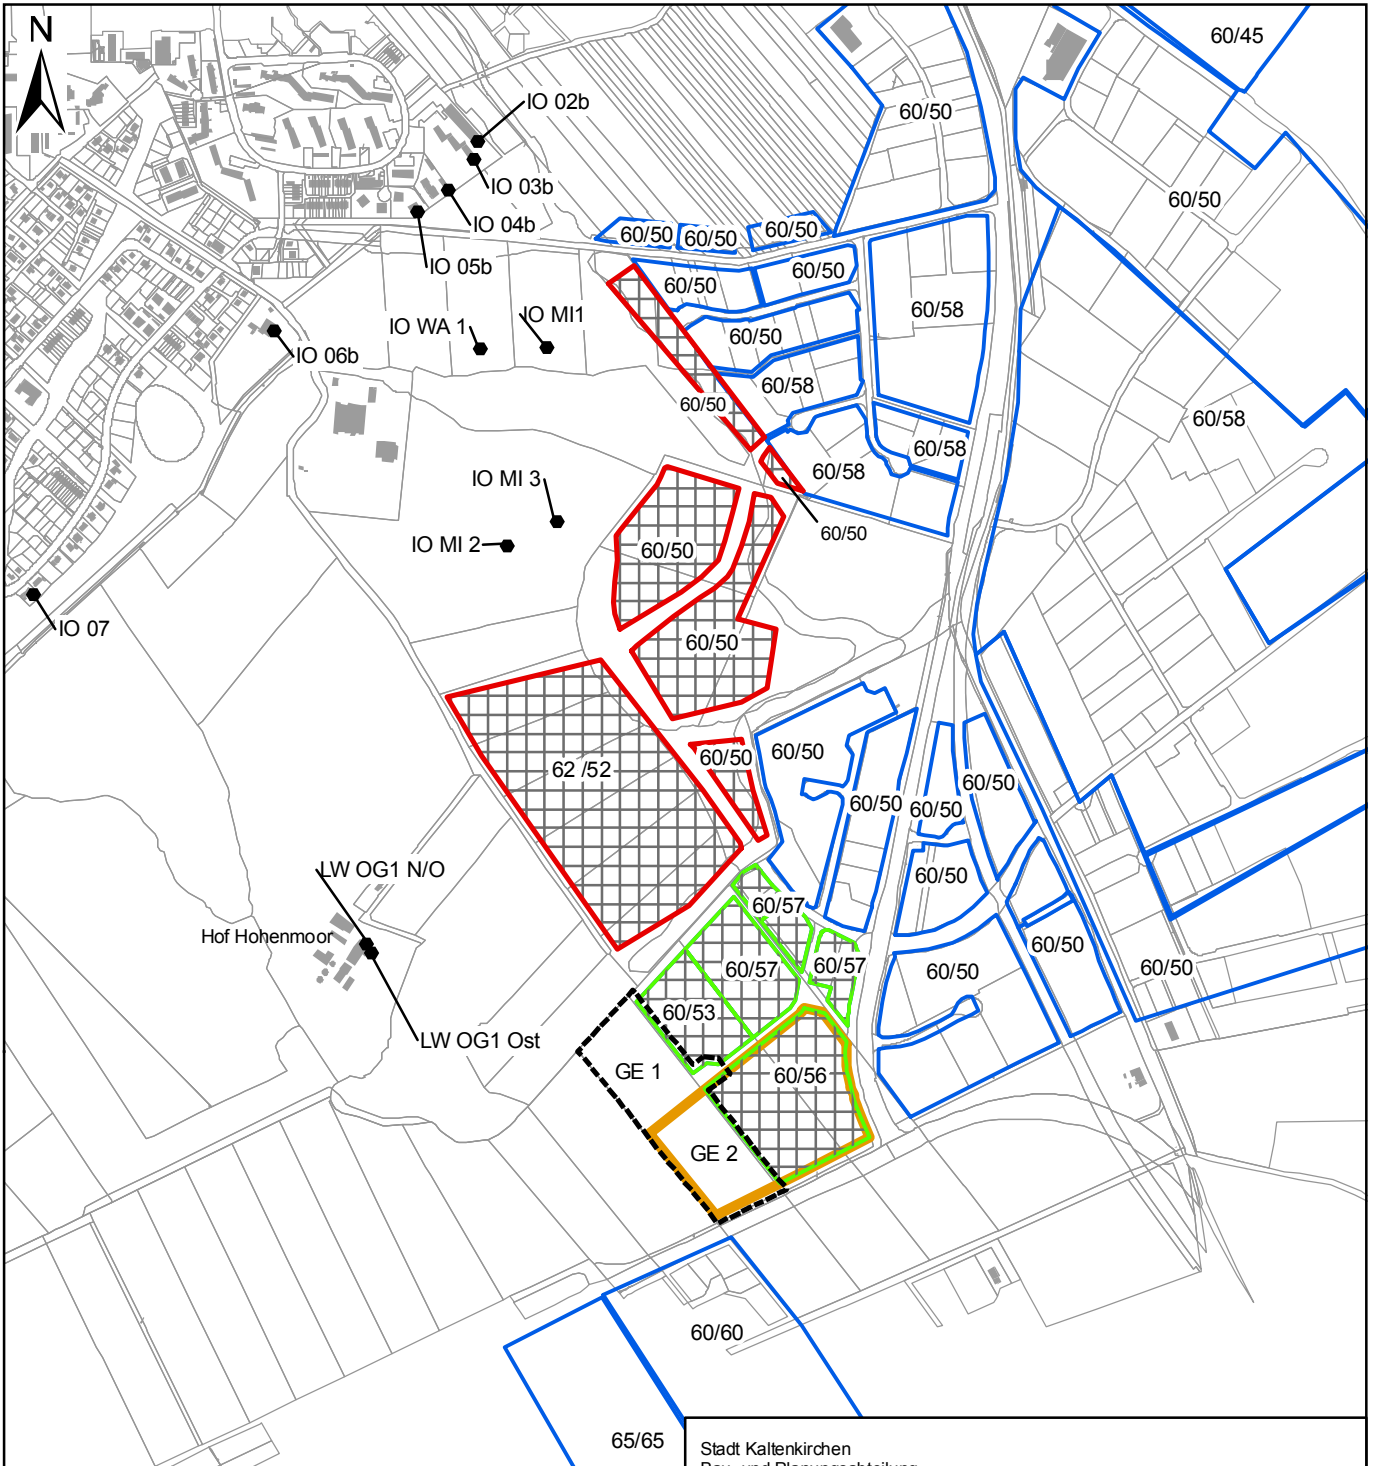 N
60/45
IO 02b
60/50
IO 03b
60/50
IO 04b
60/50
60/50
60/50
IO 05b
60/50
60/50
60/58
IO WA 1
IO MI1
60/50
IO 06b
60/58
60/50
60/58
60/58
60/58
IO MI 3
60/50
IO MI 2
60/50
IO 07
60/50
60/50
60/50
62 /52
60/50
60/50
60/50
LW OG1 N/O
60/50
60/57
Hof Hohenmoor
60/50
60/57
60/57
60/50
60/50
60/53
LW OG1 Ost
GE 1
60/56
GE 2
60/60
65/65
Stadt Kaltenkirchen
Bau- und Planungsabteilung